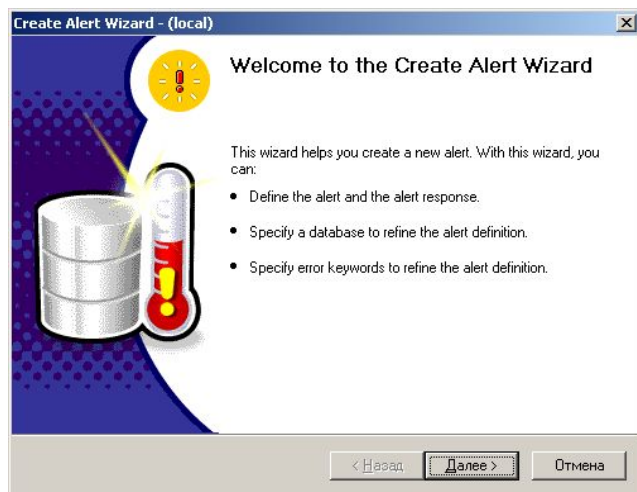 Create Alert Wizard - (local)
Welcome to the Create Alert Wizard
This wizard helps you create a new alert. With this wizard, you
can:
• Define the alert and the alert response.
• Specify a database to refine the alert definition.
• Specify error keywords to refine the alert definition.
< Назад Далее > Отмена